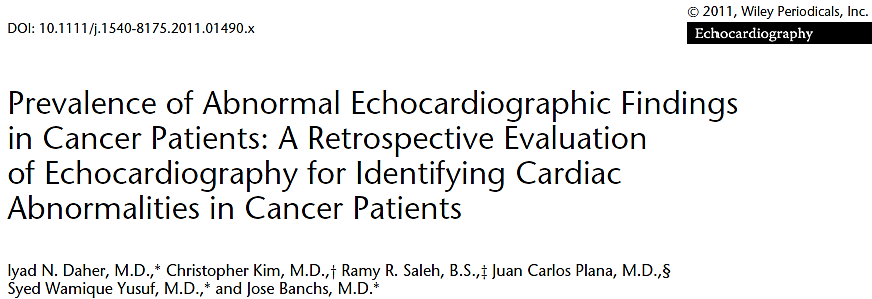 © 2011, Wiley Periodicals, Inc.
DOI: 10.1111/j.1540-8175.2011.01490.x
Echocardiography
Prevalence of Abnormal Echocardiographic Findings
in Cancer Patients: A Retrospective Evaluation
of Echocardiography for Identifying Cardiac
Abnormalities in Cancer Patients
Iyad N. Daher, M.D.,* Christopher Kim, M.D.,† Ramy R. Saleh, B.S.,‡ Juan Carlos Plana, M.D.,§
Syed Wamique Yusuf, M.D.,* and Jose Banchs, M.D.*